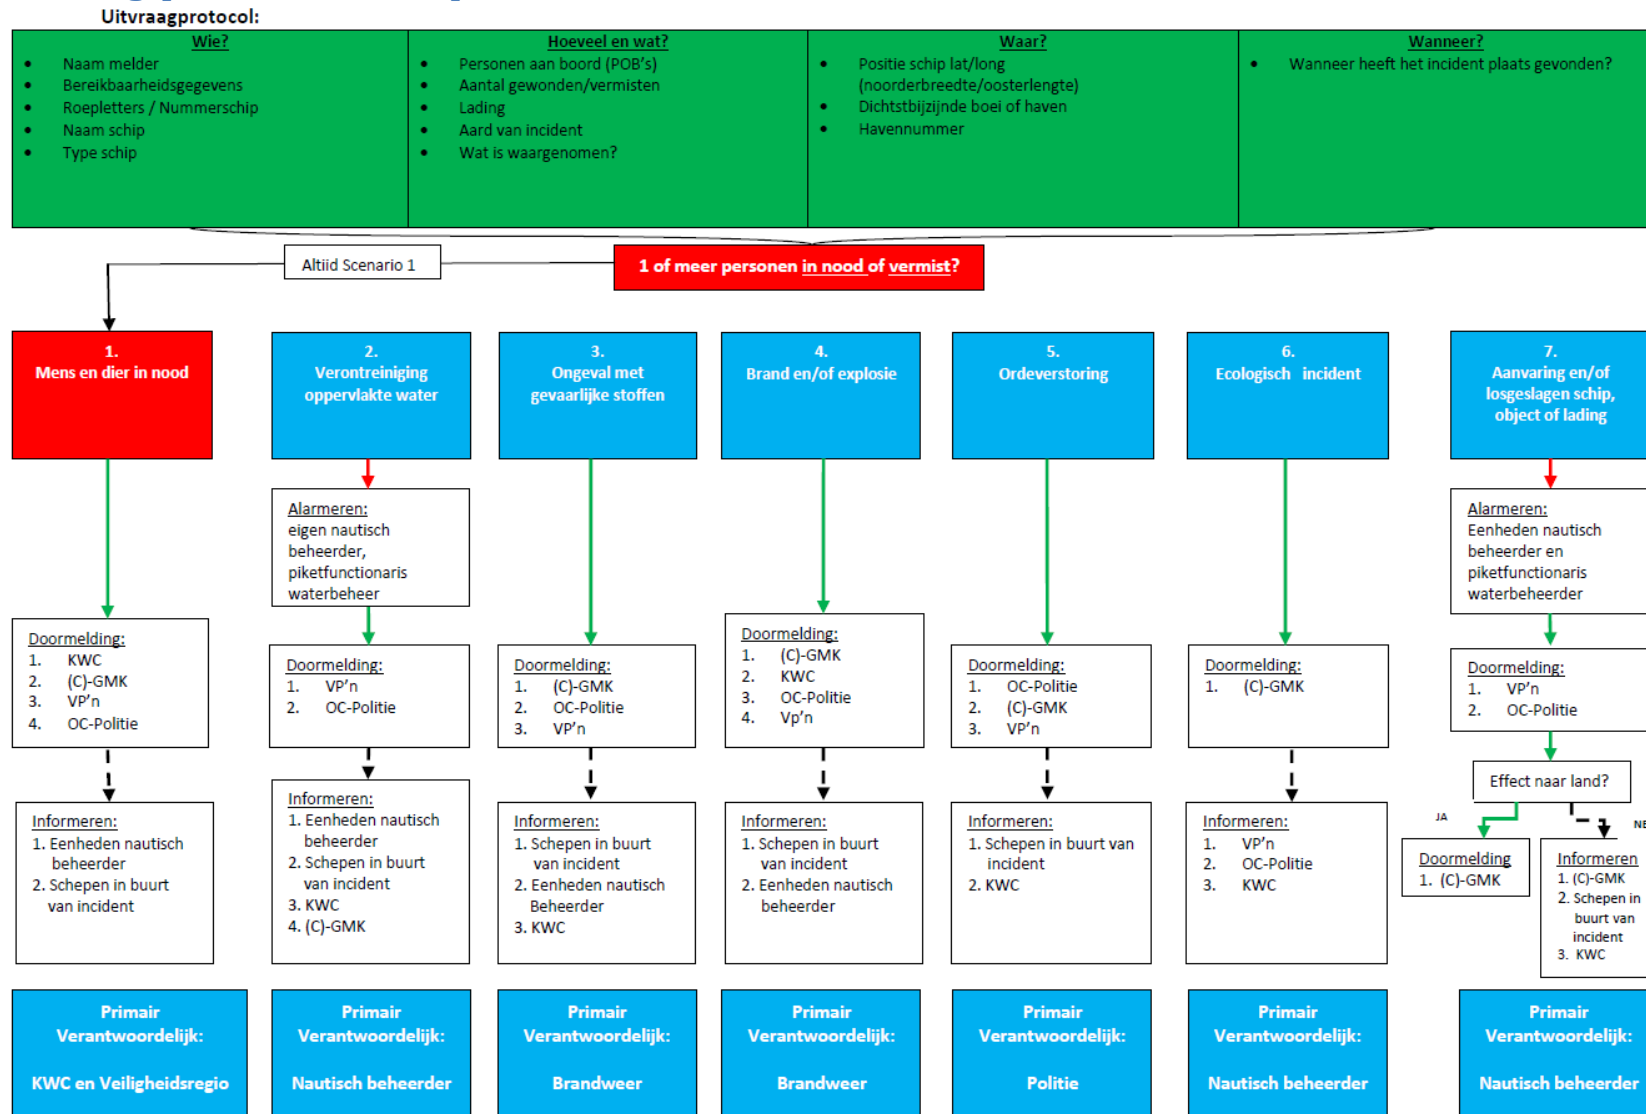 Uitvraagprotocol:
Wie?
• Naam melder
• Bereikbaarheidsgegevens
• Roepletters / Nummerschip
• Naam schip
• Type schip
Hoeveel en wat?
• Personen aan boord (POB's)
• Aantal gewonden/vermisten
• Lading
• Aard van incident
• Wat is waargenomen?
Waar?
• Positie schip lat/long
(noorderbreedte/oosterlengte)
• Dichtstbijzijnde boei of haven
• Havennummer
Wanneer?
• Wanneer heeft het incident plaats gevonden?
Altijd Scenario 1
1 of meer personen in nood of vermist?
1.
Mens en dier in nood
Doormelding:
1. KWC
2. (C)-GMK
3. VP'n
4. OC-Politie
Informeren:
1. Eenheden nautisch
beheerder
2. Schepen in buurt
van incident
Primair
Verantwoordelijk:
KWC en Veiligheidsregio
2.
Verontreiniging
oppervlakte water
Alarmeren:
eigen nautisch
beheerder,
piketfunctionaris
waterbeheer
Doormelding:
1. VP'n
2. OC-Politie
Informeren:
1. Eenheden nautisch
beheerder
2. Schepen in buurt
van incident
3. KWC
4. (C)-GMK
Primair
Verantwoordelijk:
Nautisch beheerder
3.
Ongeval met
gevaarlijke stoffen
Doormelding:
1. (C)-GMK
2. OC-Politie
3. VP'n
Informeren:
1. Schepen in buurt
van incident
2. Eenheden nautisch
Beheerder
3. KWC
Primair
Verantwoordelijk:
Brandweer
4.
Brand en/of explosie
Doormelding:
1. (C)-GMK
2. KWC
3. OC-Politie
4. Vp'n
Informeren:
1. Schepen in buurt
van incident
2. Eenheden nautisch
beheerder
Primair
Verantwoordelijk:
Brandweer
5.
Ordeverstoring
Doormelding:
1. OC-Politie
2. (C)-GMK
3. VP'n
Informeren:
1. Schepen in buurt van
incident
2. KWC
Primair
Verantwoordelijk:
Politie
6.
Ecologisch incident
Doormelding:
1. (C)-GMK
Informeren:
1. VP'n
2. OC-Politie
3. KWC
Primair
Verantwoordelijk:
Nautisch beheerder
7.
Aanvaring en/of
losgeslagen schip,
object of lading
Alarmeren:
Eenheden nautisch
beheerder en
piketfunctionaris
waterbeheerder
Doormelding:
1. VP'n
2. OC-Politie
Effect naar land?
JA
NE
Doormelding
1. (C)-GMK
Informeren
1. (C)-GMK
2. Schepen in
buurt van
incident
3. KWC
Primair
Verantwoordelijk:
Nautisch beheerder